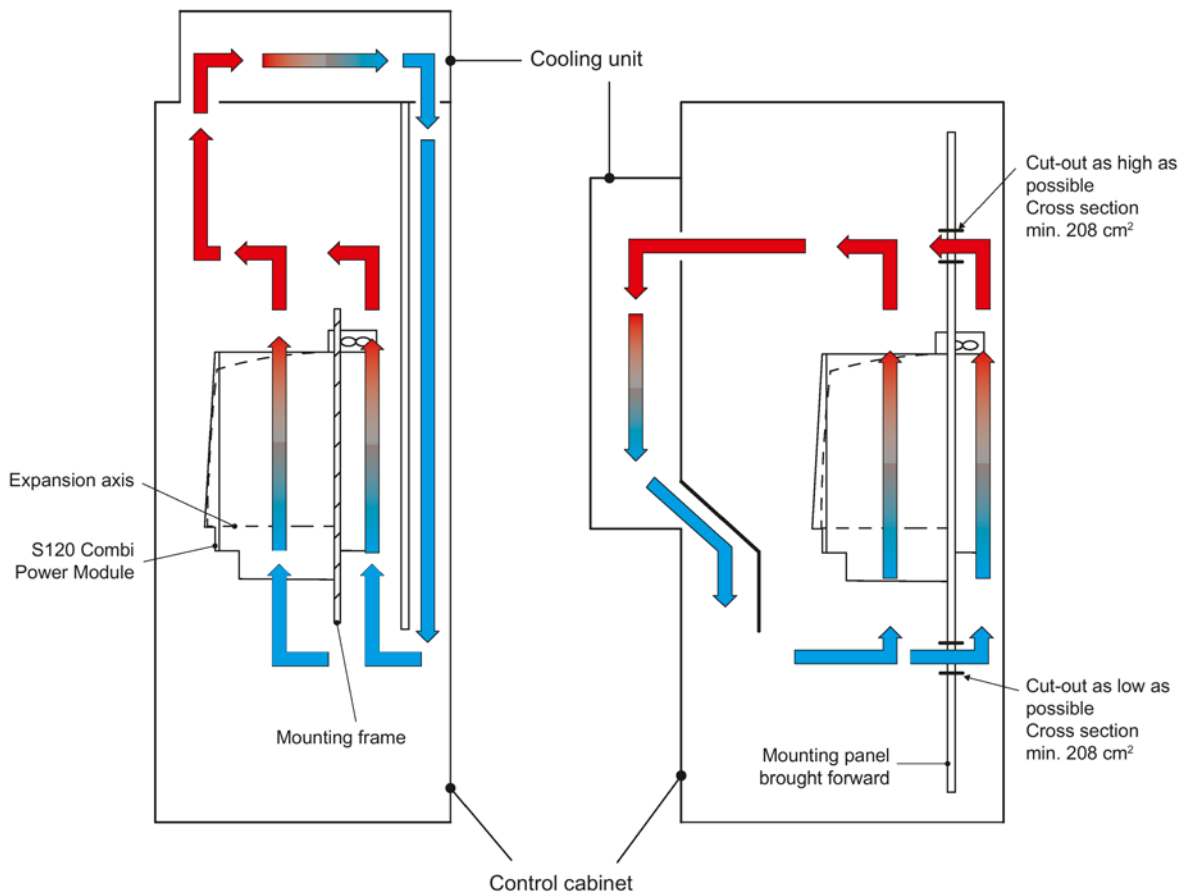 Cooling unit
Cut-out as high as
possible
Cross section
min. 208 cm²
Expansion axis
S120 Combi
Power Module
Mounting frame
Cut-out as low as
possible
Cross section
min. 208 cm²
Mounting panel
brought forward
Control cabinet